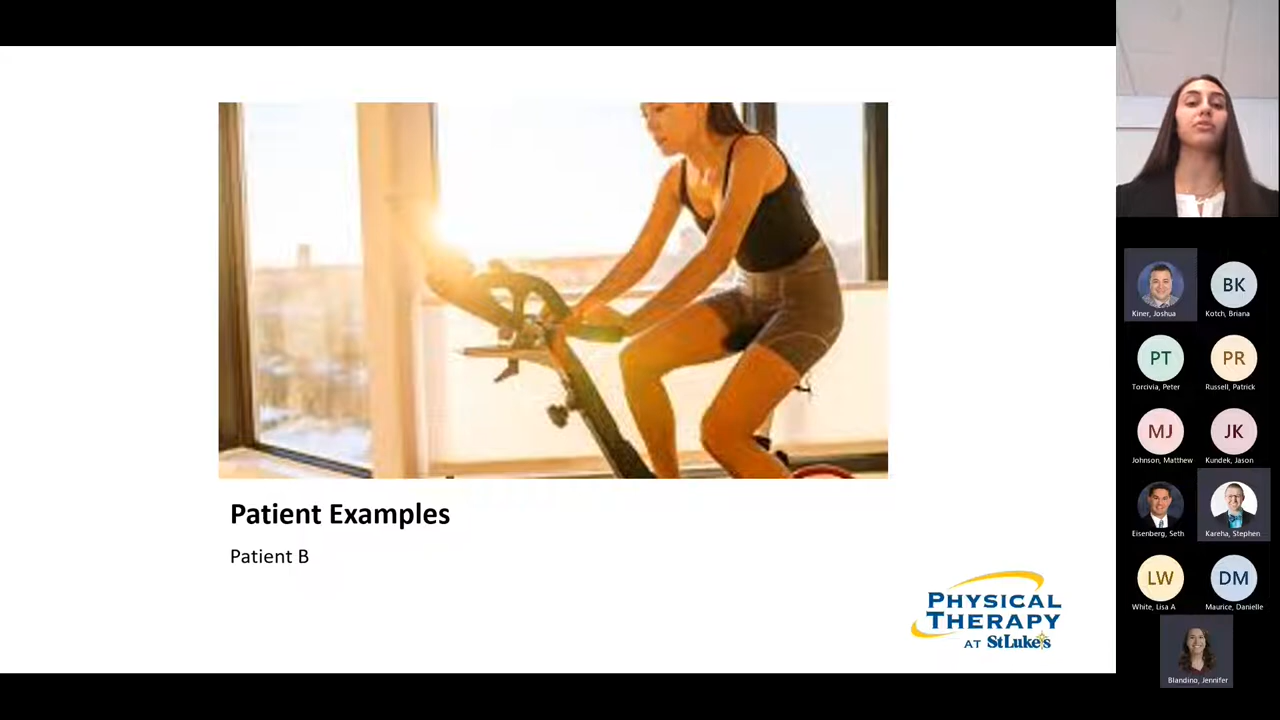 Patient Examples
Patient B
PHYSICAL
THERAPY
AT StLuke's
Kiner, Joshua
BK
Kotch, Briana
PT
Torcivia, Peter
PR
Russell, Patrick
MJ
Johnson, Matthew
JK
Kundek, Jason
Eisenberg, Seth
Kareha, Stephen
LW
White, Lisa A
DM
Maurice, Danielle
Blandino, Jennifer